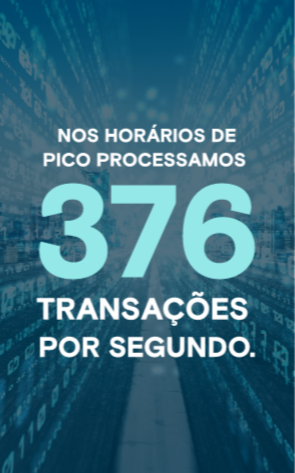 NOS HORÁRIOS DE
PICO PROCESSAMOS
376
TRANSAÇÕES
POR SEGUNDO.